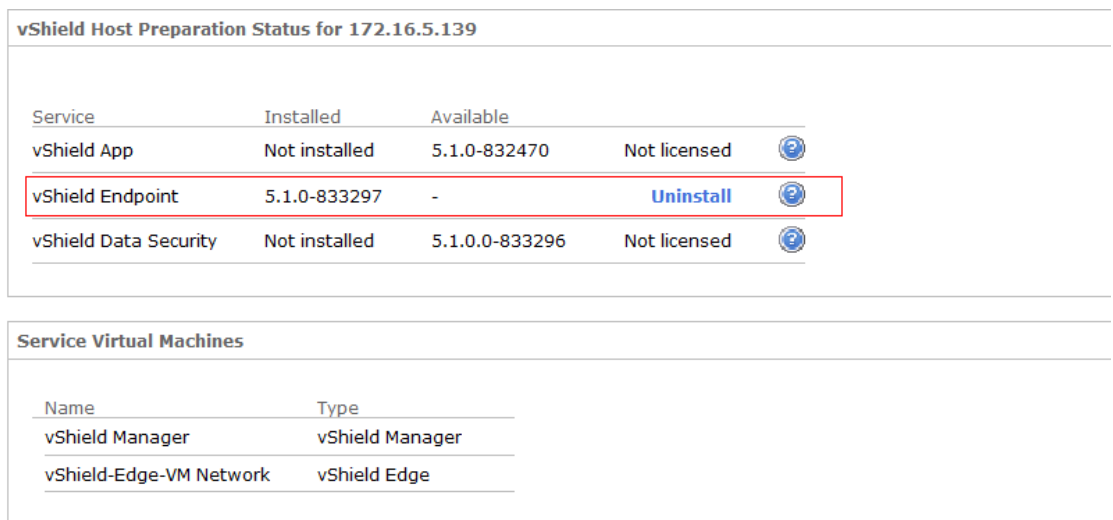 vShield Host Preparation Status for 172.16.5.139
Service Installed Available
vShield App Not installed 5.1.0-832470 Not licensed
vShield Endpoint 5.1.0-833297 - Uninstall
vShield Data Security Not installed 5.1.0.0-833296 Not licensed
Service Virtual Machines
Name Type
vShield Manager vShield Manager
vShield-Edge-VM Network vShield Edge